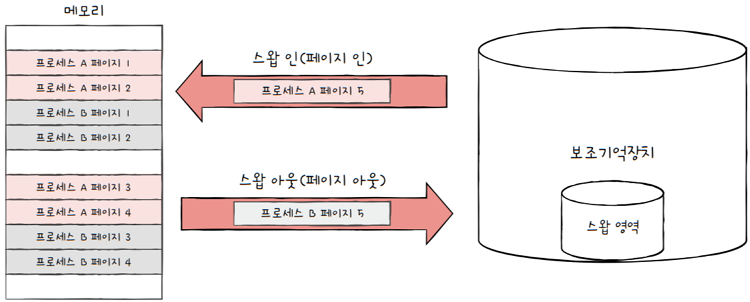 메모리
프로세스 A 페이지 1
프로세스 A 페이지 2
프로세스 B 페이지 1
프로세스 B 페이지 2
프로세스 A 페이지 3
프로세스 A 페이지 4
프로세스 B 페이지 3
프로세스 B 페이지 4
스왑 인(페이지 인)
프로세스 A 페이지 5
스왑 아웃(페이지 아웃)
프로세스 B 페이지 5
보조기억장치
스왑 영역